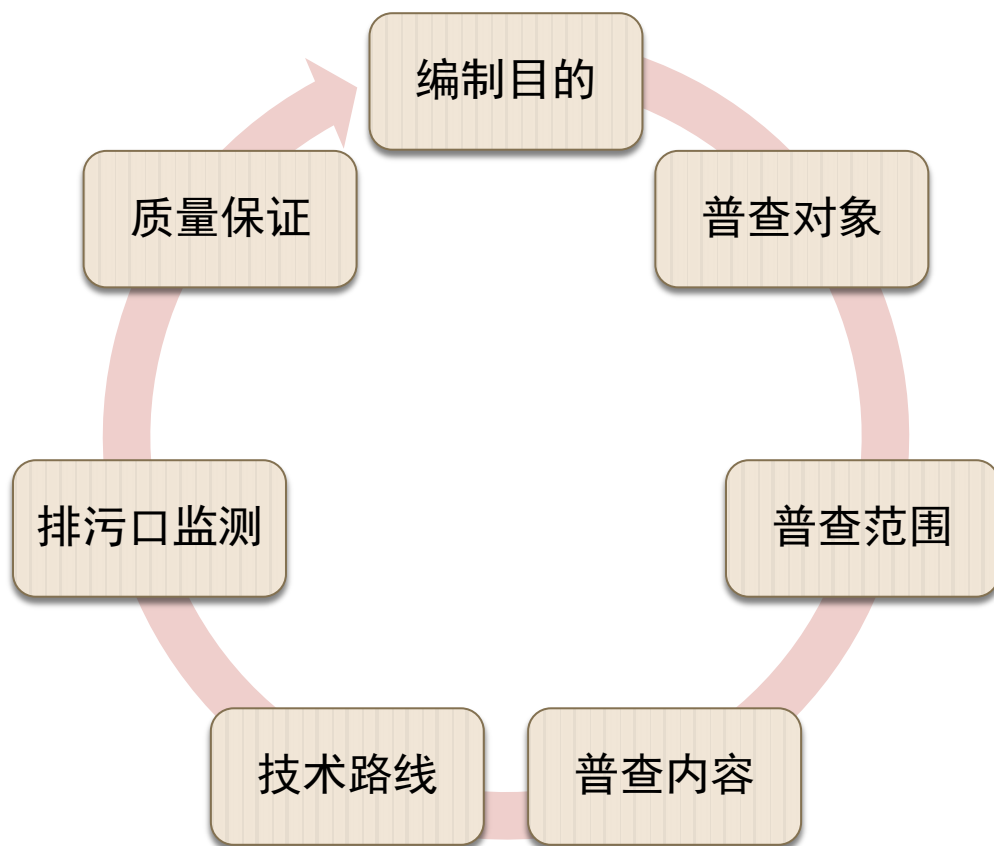 编制目的
普查对象
普查范围
普查内容
技术路线
排污口监测
质量保证